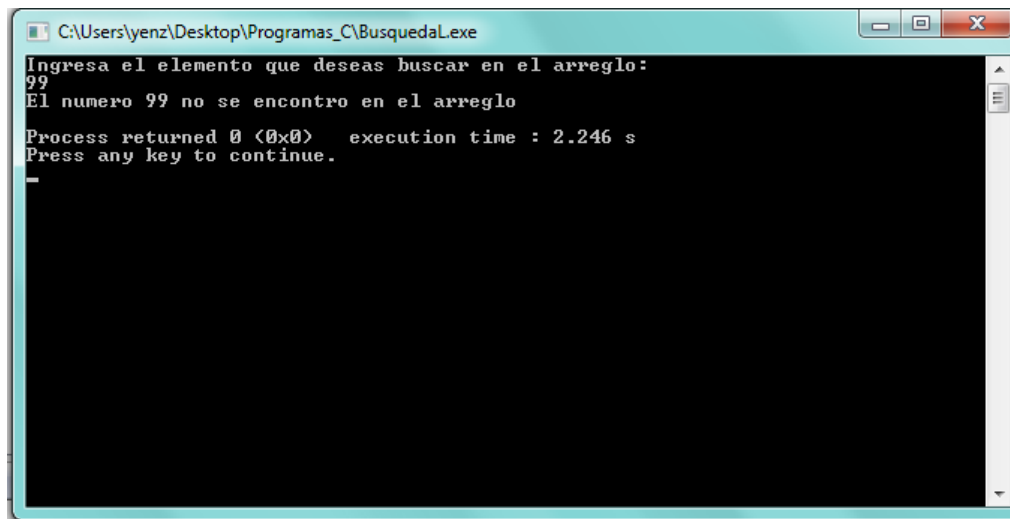 C:\Users\yenz\Desktop\Programas_C\BusquedaL.exe
Ingresa el elemento que deseas buscar en el arreglo:
99
El numero 99 no se encontro en el arreglo
Process returned 0 (0x0)   execution time : 2.246 s
Press any key to continue.